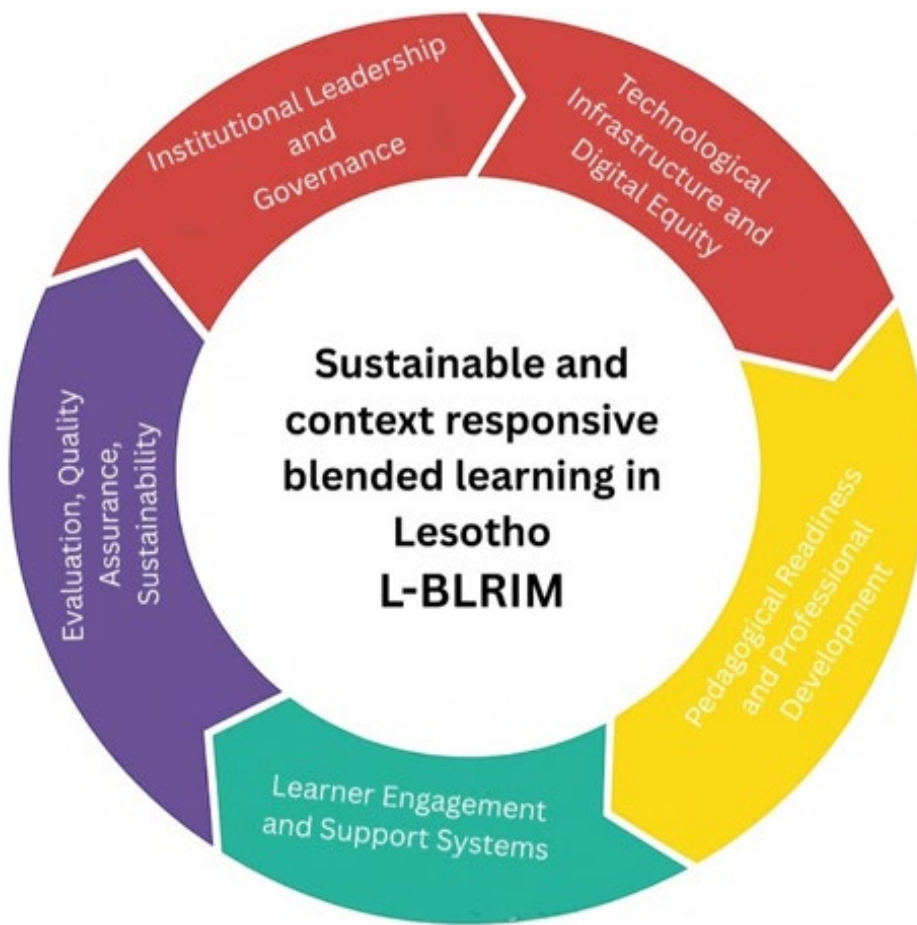 Institutional Leadership
and
Governance
Technological
Infrastructure and
Digital Equity
Pedagogical Readiness
and Professional
Development
Learner Engagement
and Support Systems
Evaluation, Quality
Assurance,
Sustainability
Sustainable and
context responsive
blended learning in
Lesotho
L-BLRIM